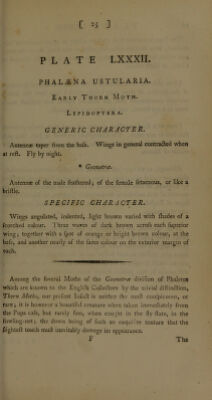 [ 25 ]
PLATE LXXXII.
PHALÆNA USTULARIA.
EARLY THORN MOTH.
LEPIDOPTERA.
GENERIC CHARACTER.
Antennæ taper from the base. Wings in general contracted when
at rest. Fly by night.
* Geometræ.
Antennæ of the male feathered; of the female setaceous, or like a
bristle.
SPECIFIC CHARACTER.
Wings angulated, indented, light brown varied with shades of a
scorched colour. Three waves of dark brown across each superior
wing; together with a spot of orange or bright brown colour, at the
base, and another nearly of the same colour on the exterior margin of
each.
Among the several Moths of the Geometræ division of Phalænæ
which are known to the English Collectors by the trivial distinction,
Thorn Moths, our present Insect is neither the most conspicuous, or
rare; it is however a beautiful creature when taken immediately from
the Pupa case, but rarely seen, when caught in the fly state, in the
fowling-net; the down being of such an exquisite texture that the
slightest touch must inevitably damage its appearance.
F The